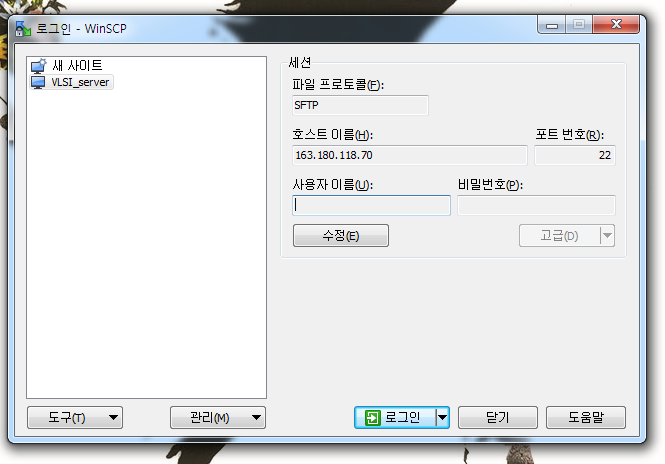 로그인 - WinSCP
새 사이트
VLSI_server
세션
파일 프로토콜(F):
SFTP
호스트 이름(H):
포트 번호(R):
163.180.118.70
22
사용자 이름(U):
비밀번호(P):
수정(E)
고급(D)
도구(T)
관리(M)
로그인
닫기
도움말